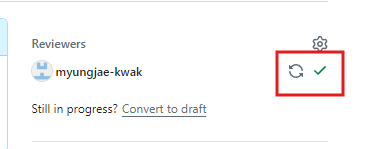 Reviewers
myungjae-kwak
Still in progress? Convert to draft